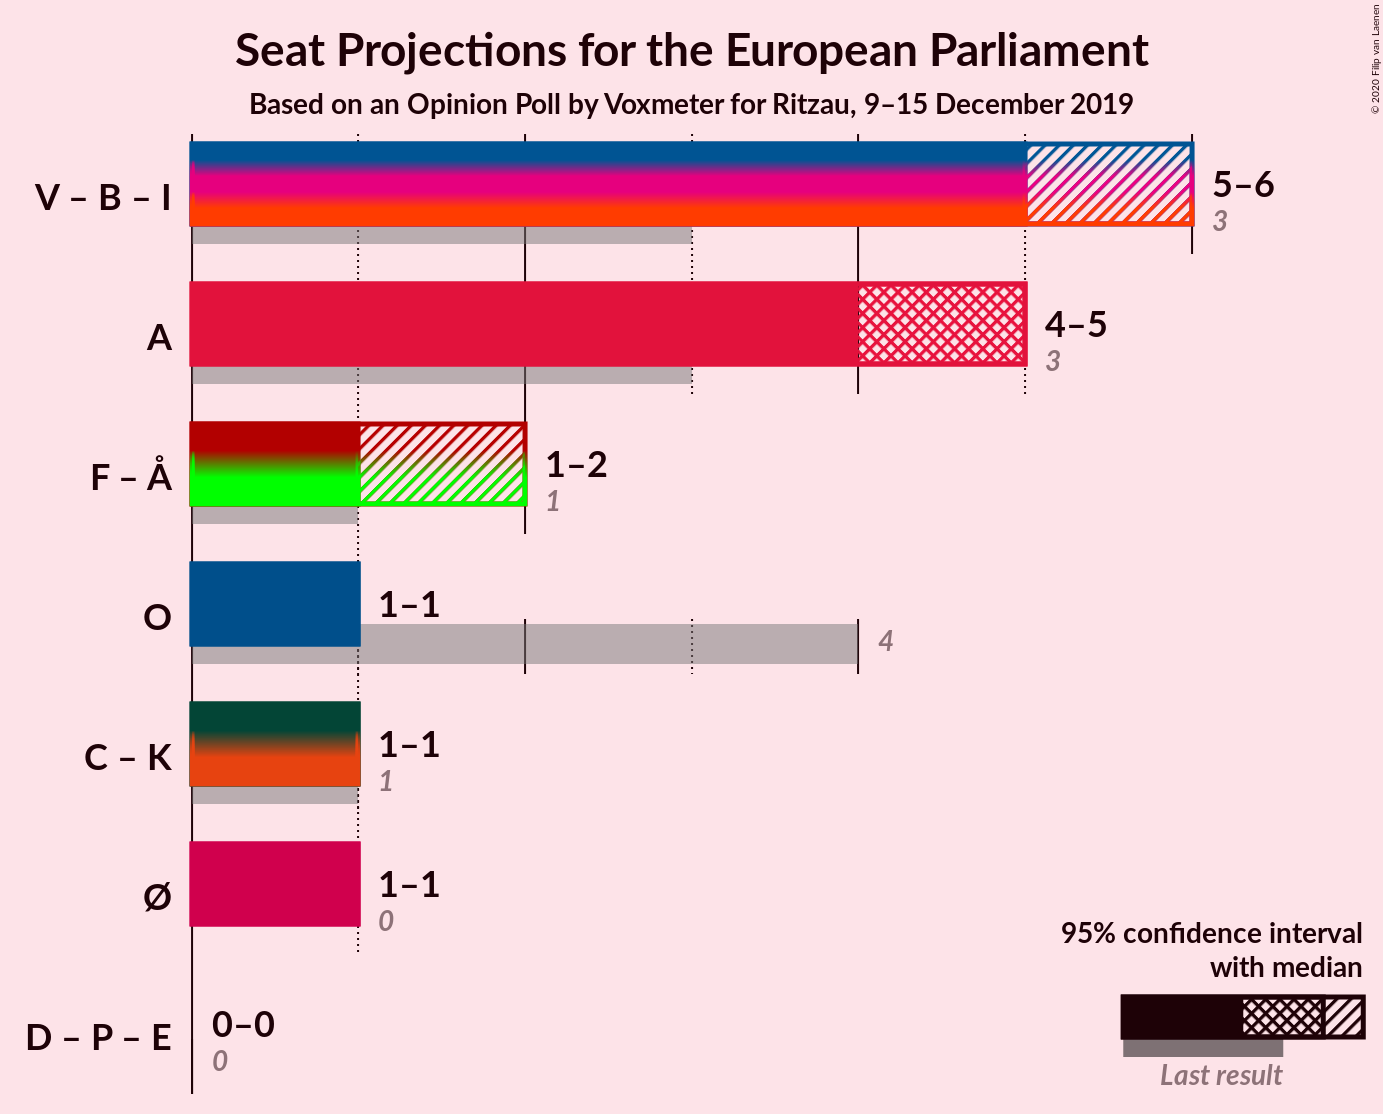 Seat Projections for the European Parliament
Based on an Opinion Poll by Voxmeter for Ritzau, 9–15 December 2019
© 2020 Filip van Laenen
V – B – I
5–6
3
A
4–5
3
F – Å
1–2
1
O
1–1
4
C – K
1–1
1
Ø
1–1
0
D – P – E
0–0
0
95% confidence interval
with median
Last result